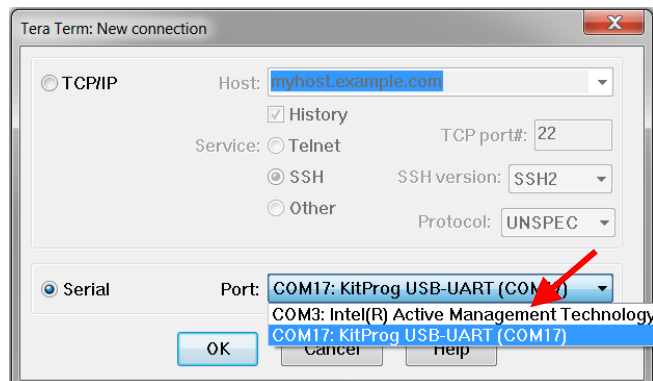 Tera Term: New connection
TCP/IP
Host: myhost.example.com
History
Service: Telnet
TCP port#: 22
SSH
SSH version: SSH2
Other
Protocol: UNSPEC
Serial
Port: COM17: KitProg USB-UART (COM17)
COM3: Intel(R) Active Management Technology
COM17: KitProg USB-UART (COM17)
OK
Cancel
Help